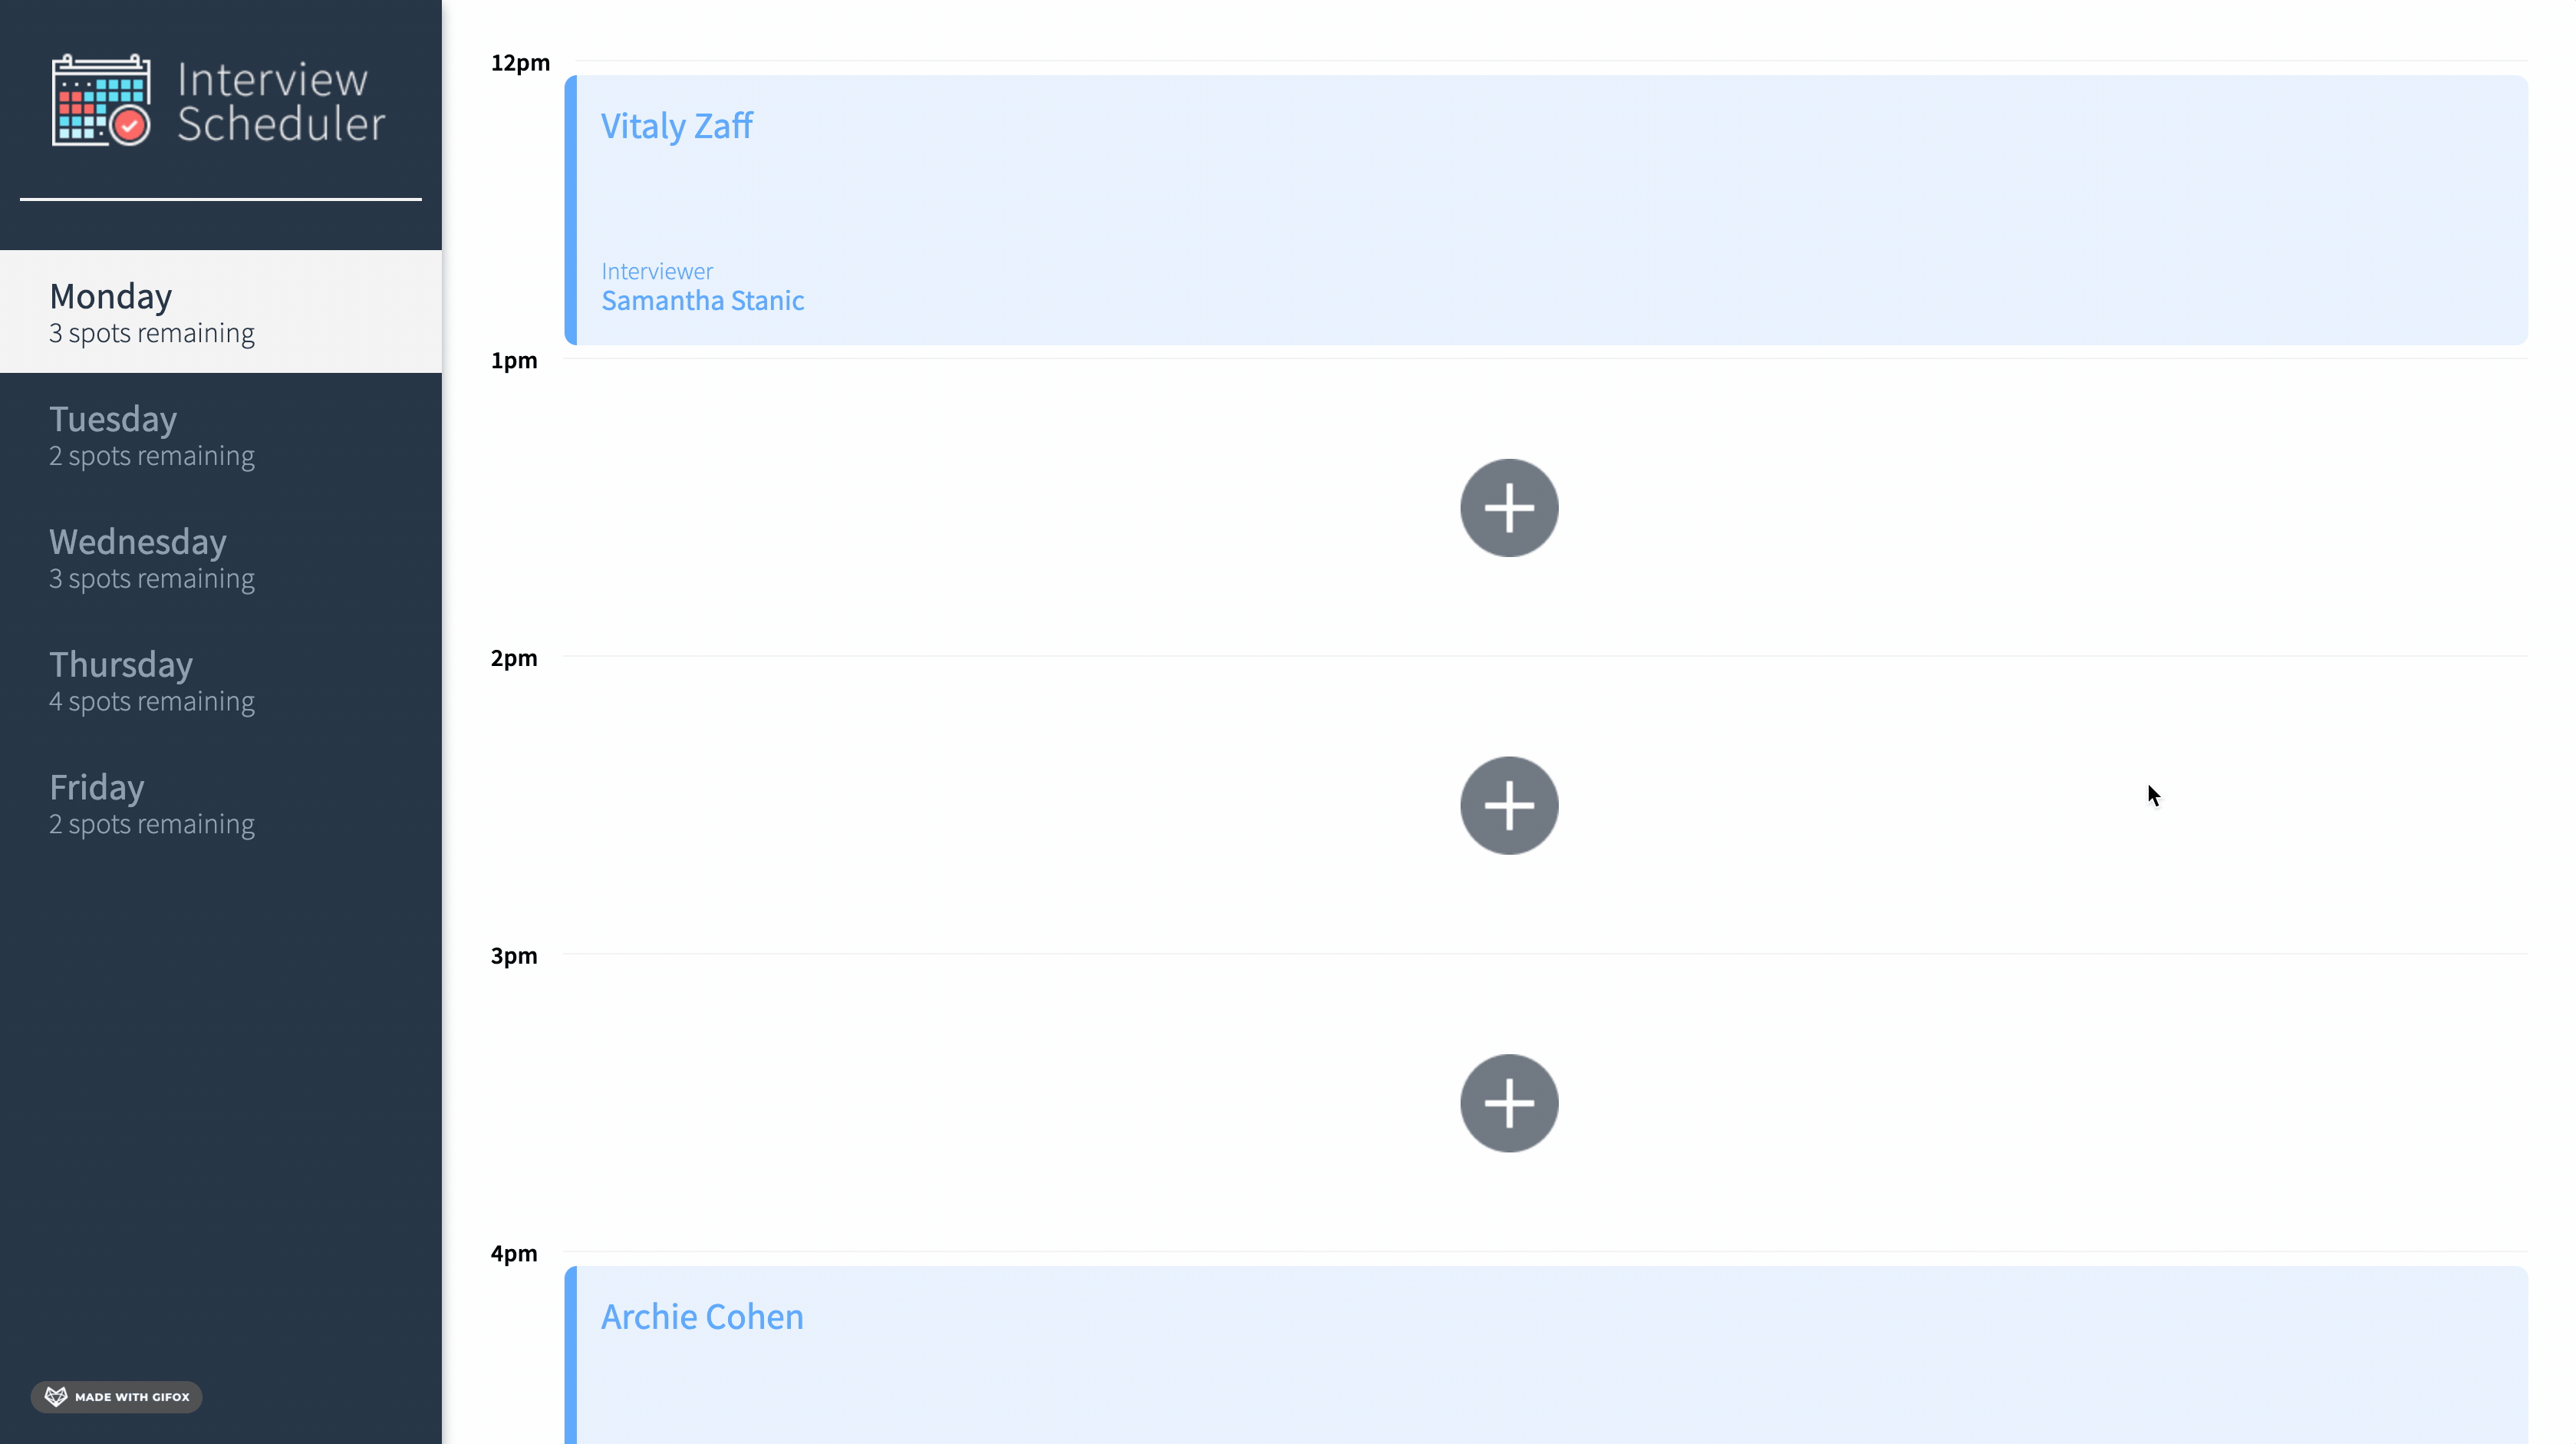 Interview
Scheduler
Monday
3 spots remaining
Tuesday
2 spots remaining
Wednesday
3 spots remaining
Thursday
4 spots remaining
Friday
2 spots remaining
MADE WITH GIFOX
12pm
Vitaly Zaff
Interviewer
Samantha Stanic
1pm
2pm
3pm
4pm
Archie Cohen